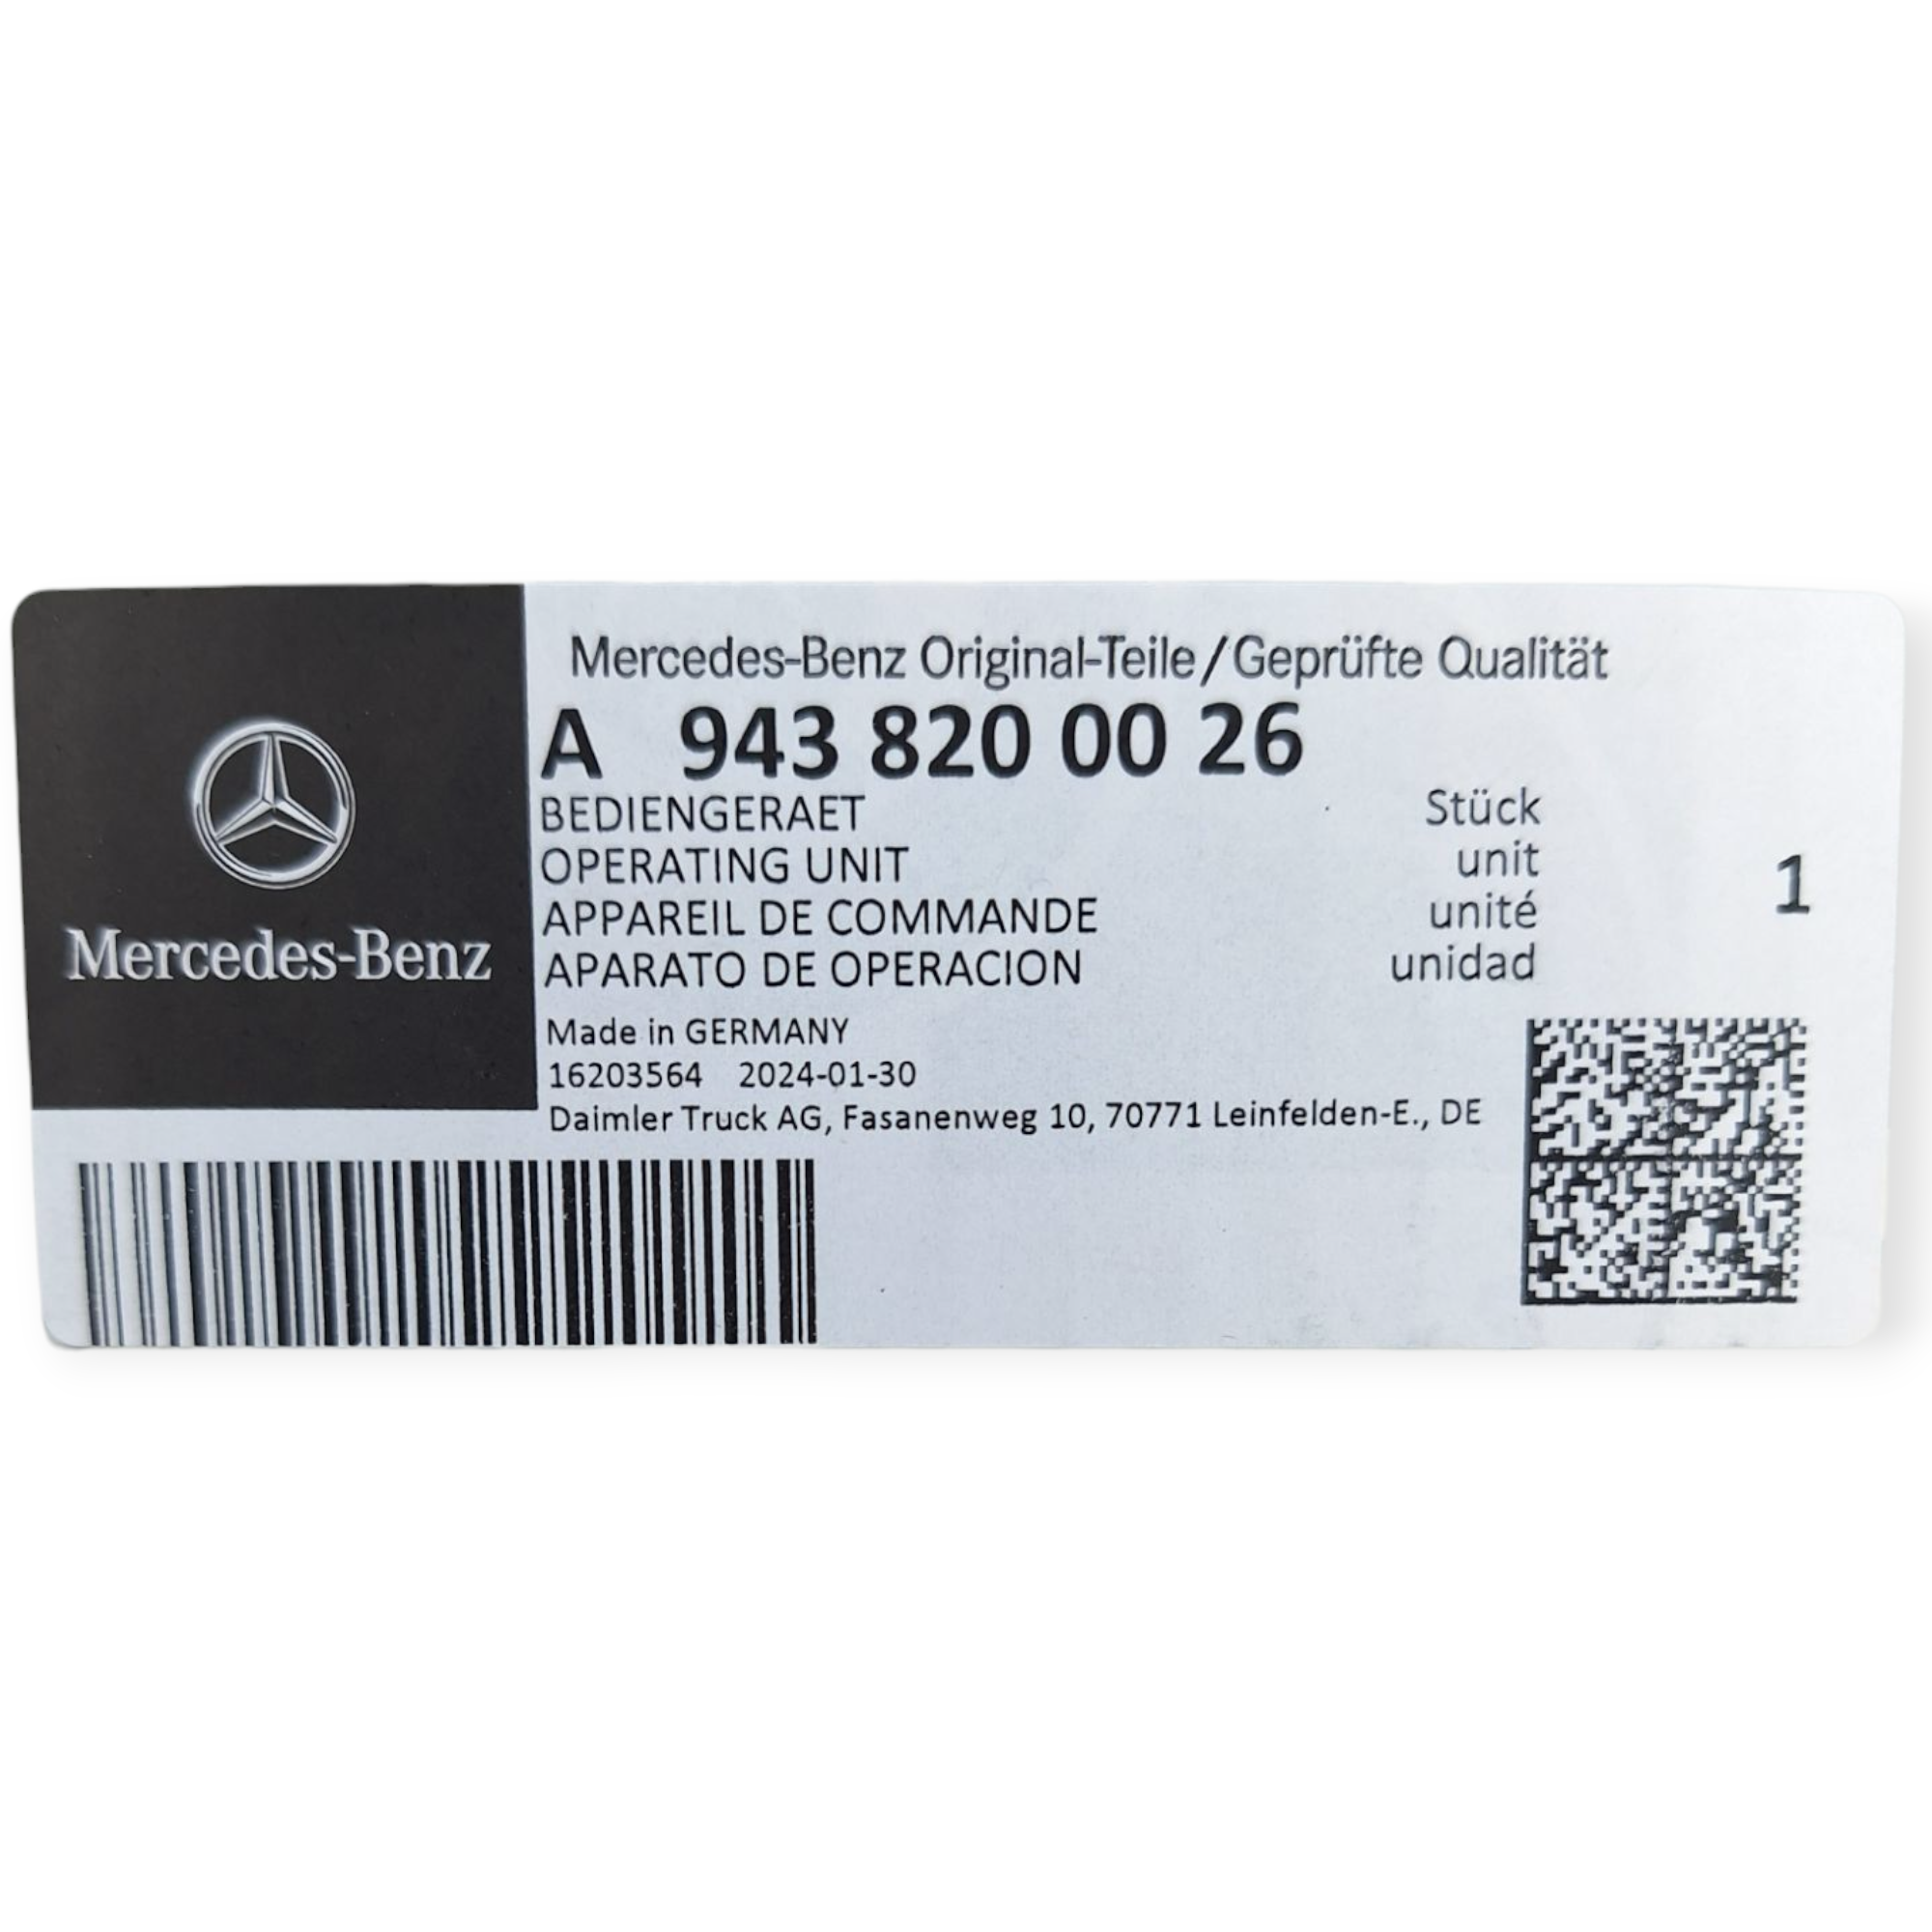 Mercedes-Benz
Mercedes-Benz Original-Teile/Geprüfte Qualität
A 943 820 00 26
BEDIENGERAET Stück
OPERATING UNIT unit
APPAREIL DE COMMANDE unité
APARATO DE OPERACION unidad
1
Made in GERMANY
16203564 2024-01-30
Daimler Truck AG, Fasanenweg 10, 70771 Leinfelden-E., DE